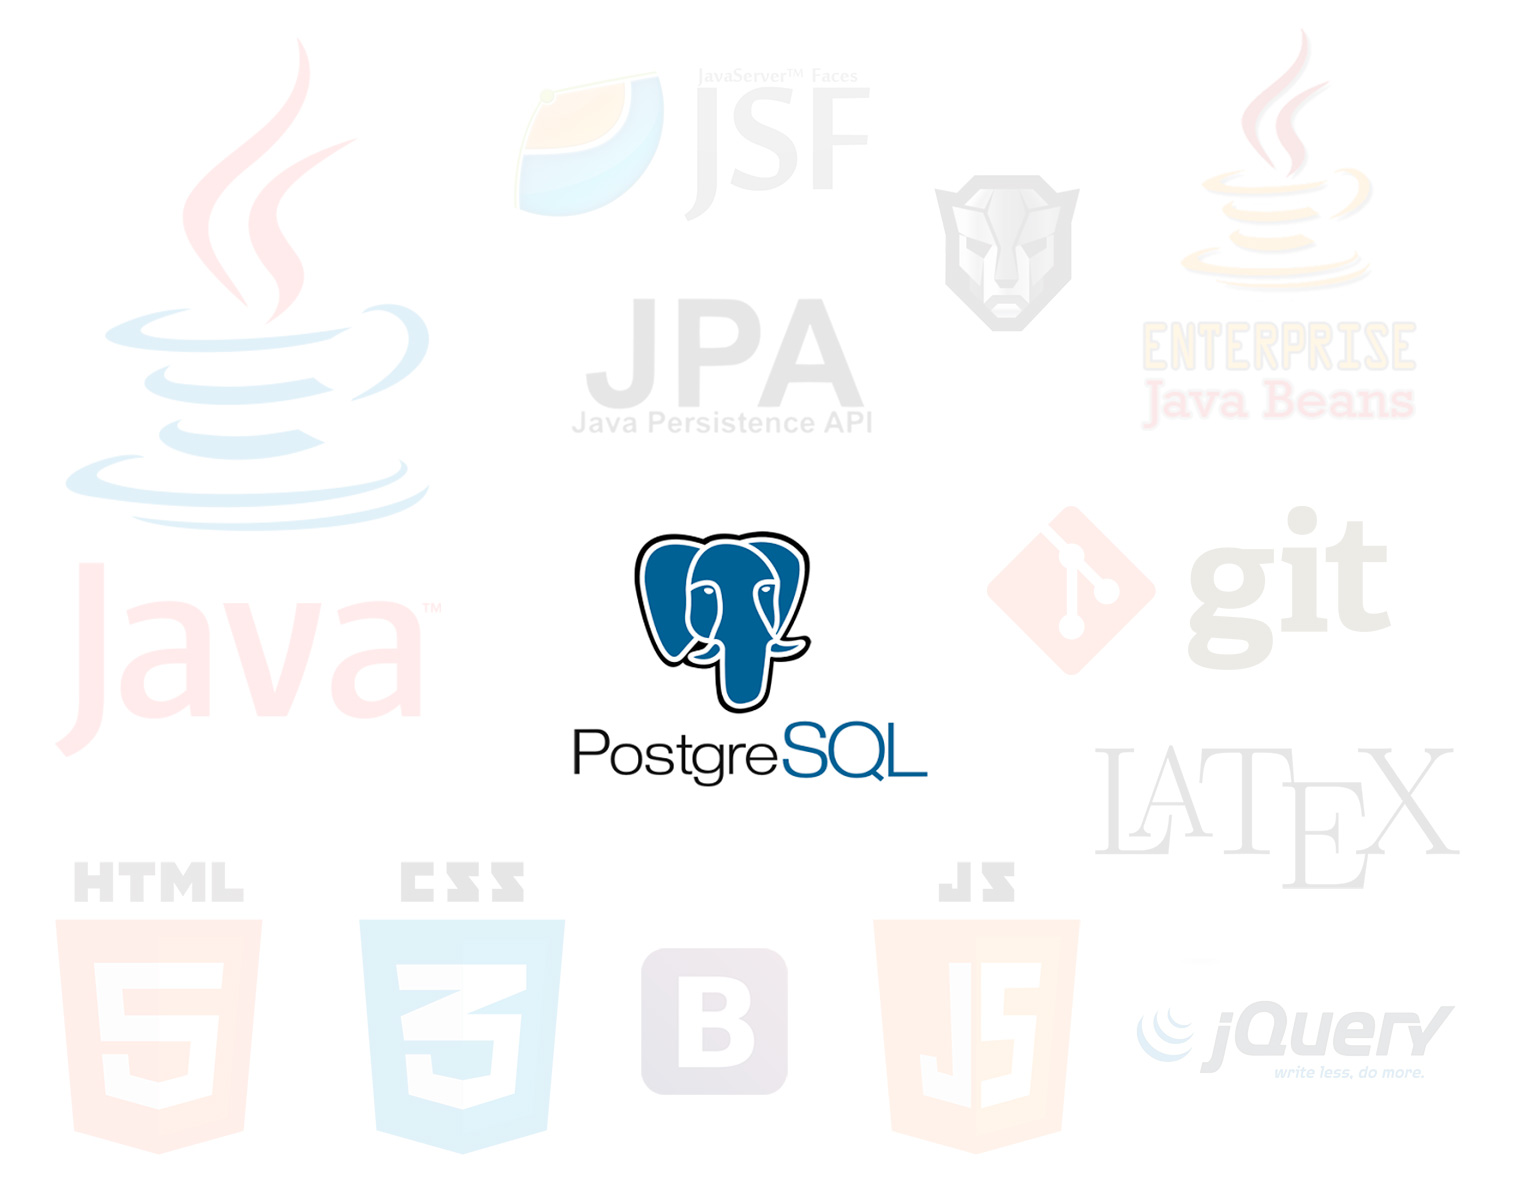 JavaServer™ Faces
JSF
JPA
Java Persistence API
ENTERPRISE
Java Beans
Java™
git
PostgreSQL
LATEX
HTML
5
CSS
3
B
JS
JS
jQuery
write less, do more.